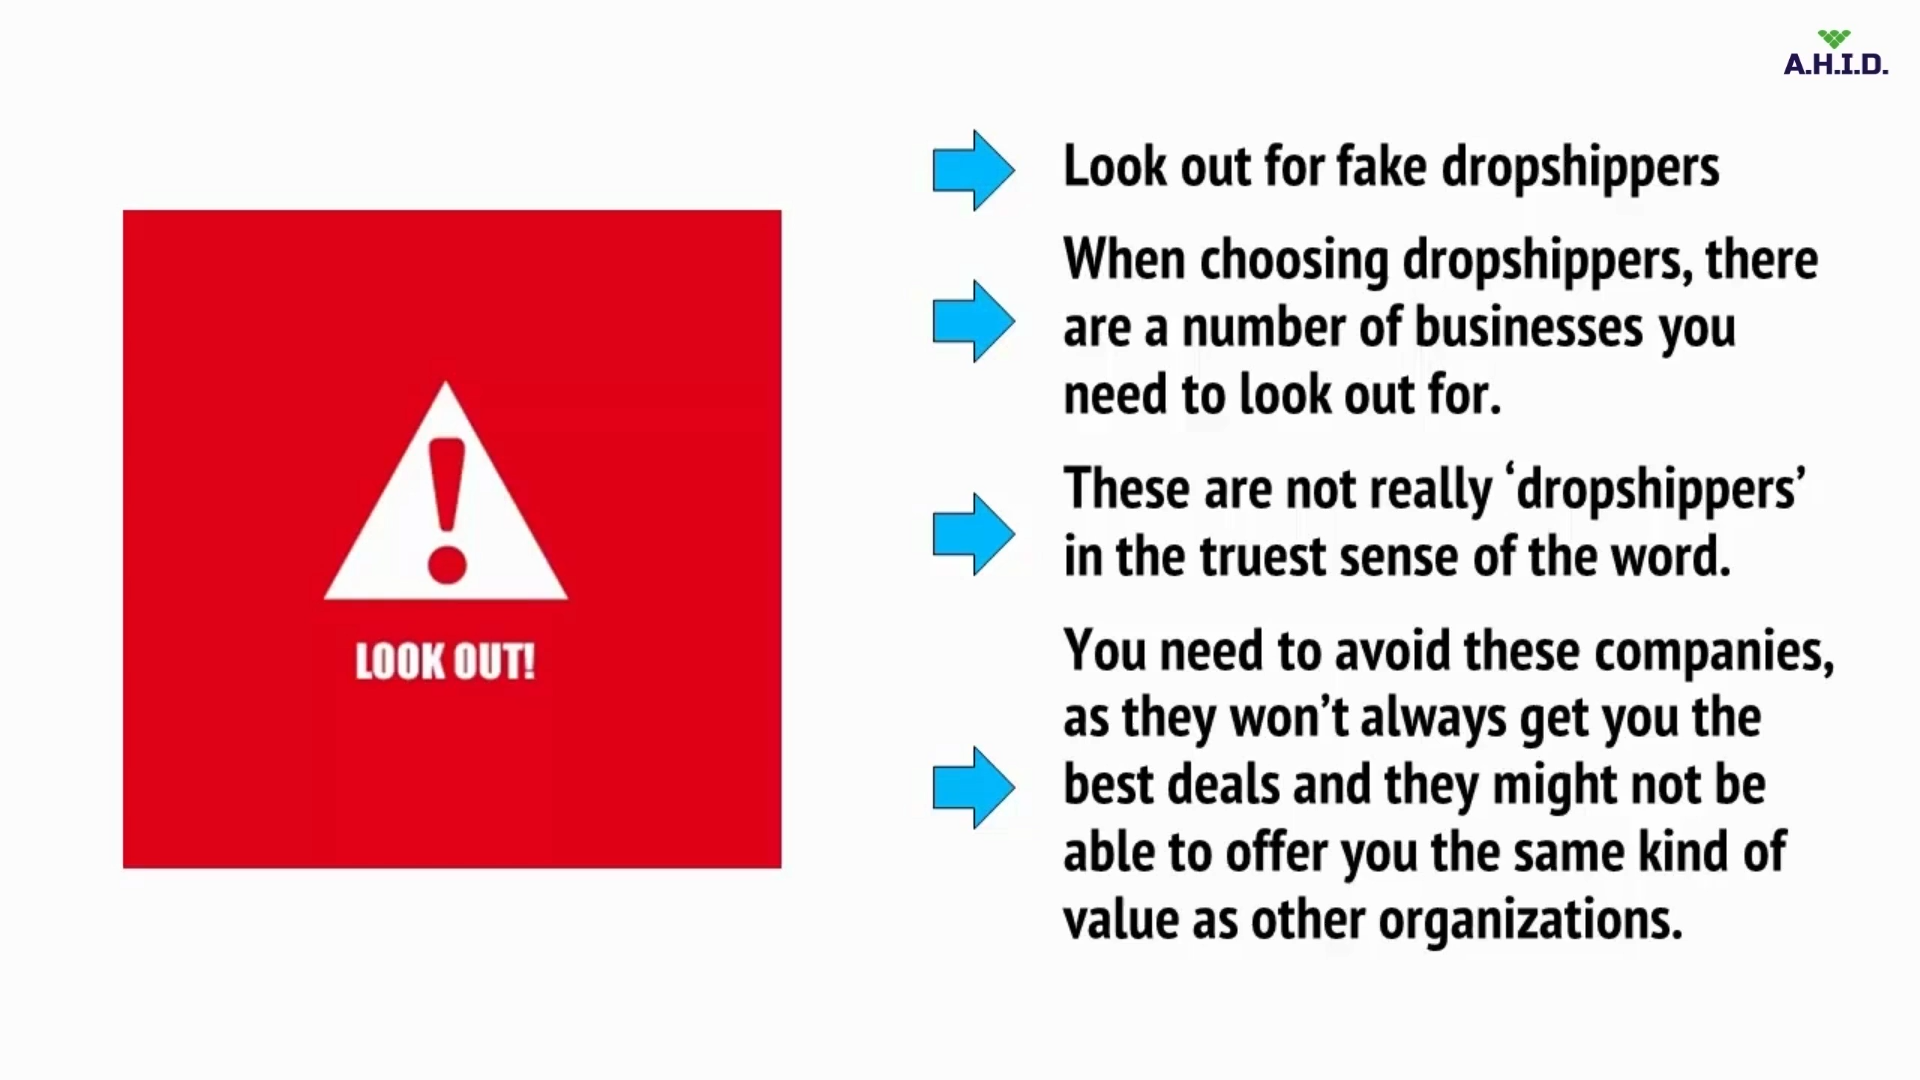 A.H.I.D.
LOOK OUT!
Look out for fake dropshippers
When choosing dropshippers, there
are a number of businesses you
need to look out for.
These are not really ‘dropshippers’
in the truest sense of the word.
You need to avoid these companies,
as they won’t always get you the
best deals and they might not be
able to offer you the same kind of
value as other organizations.